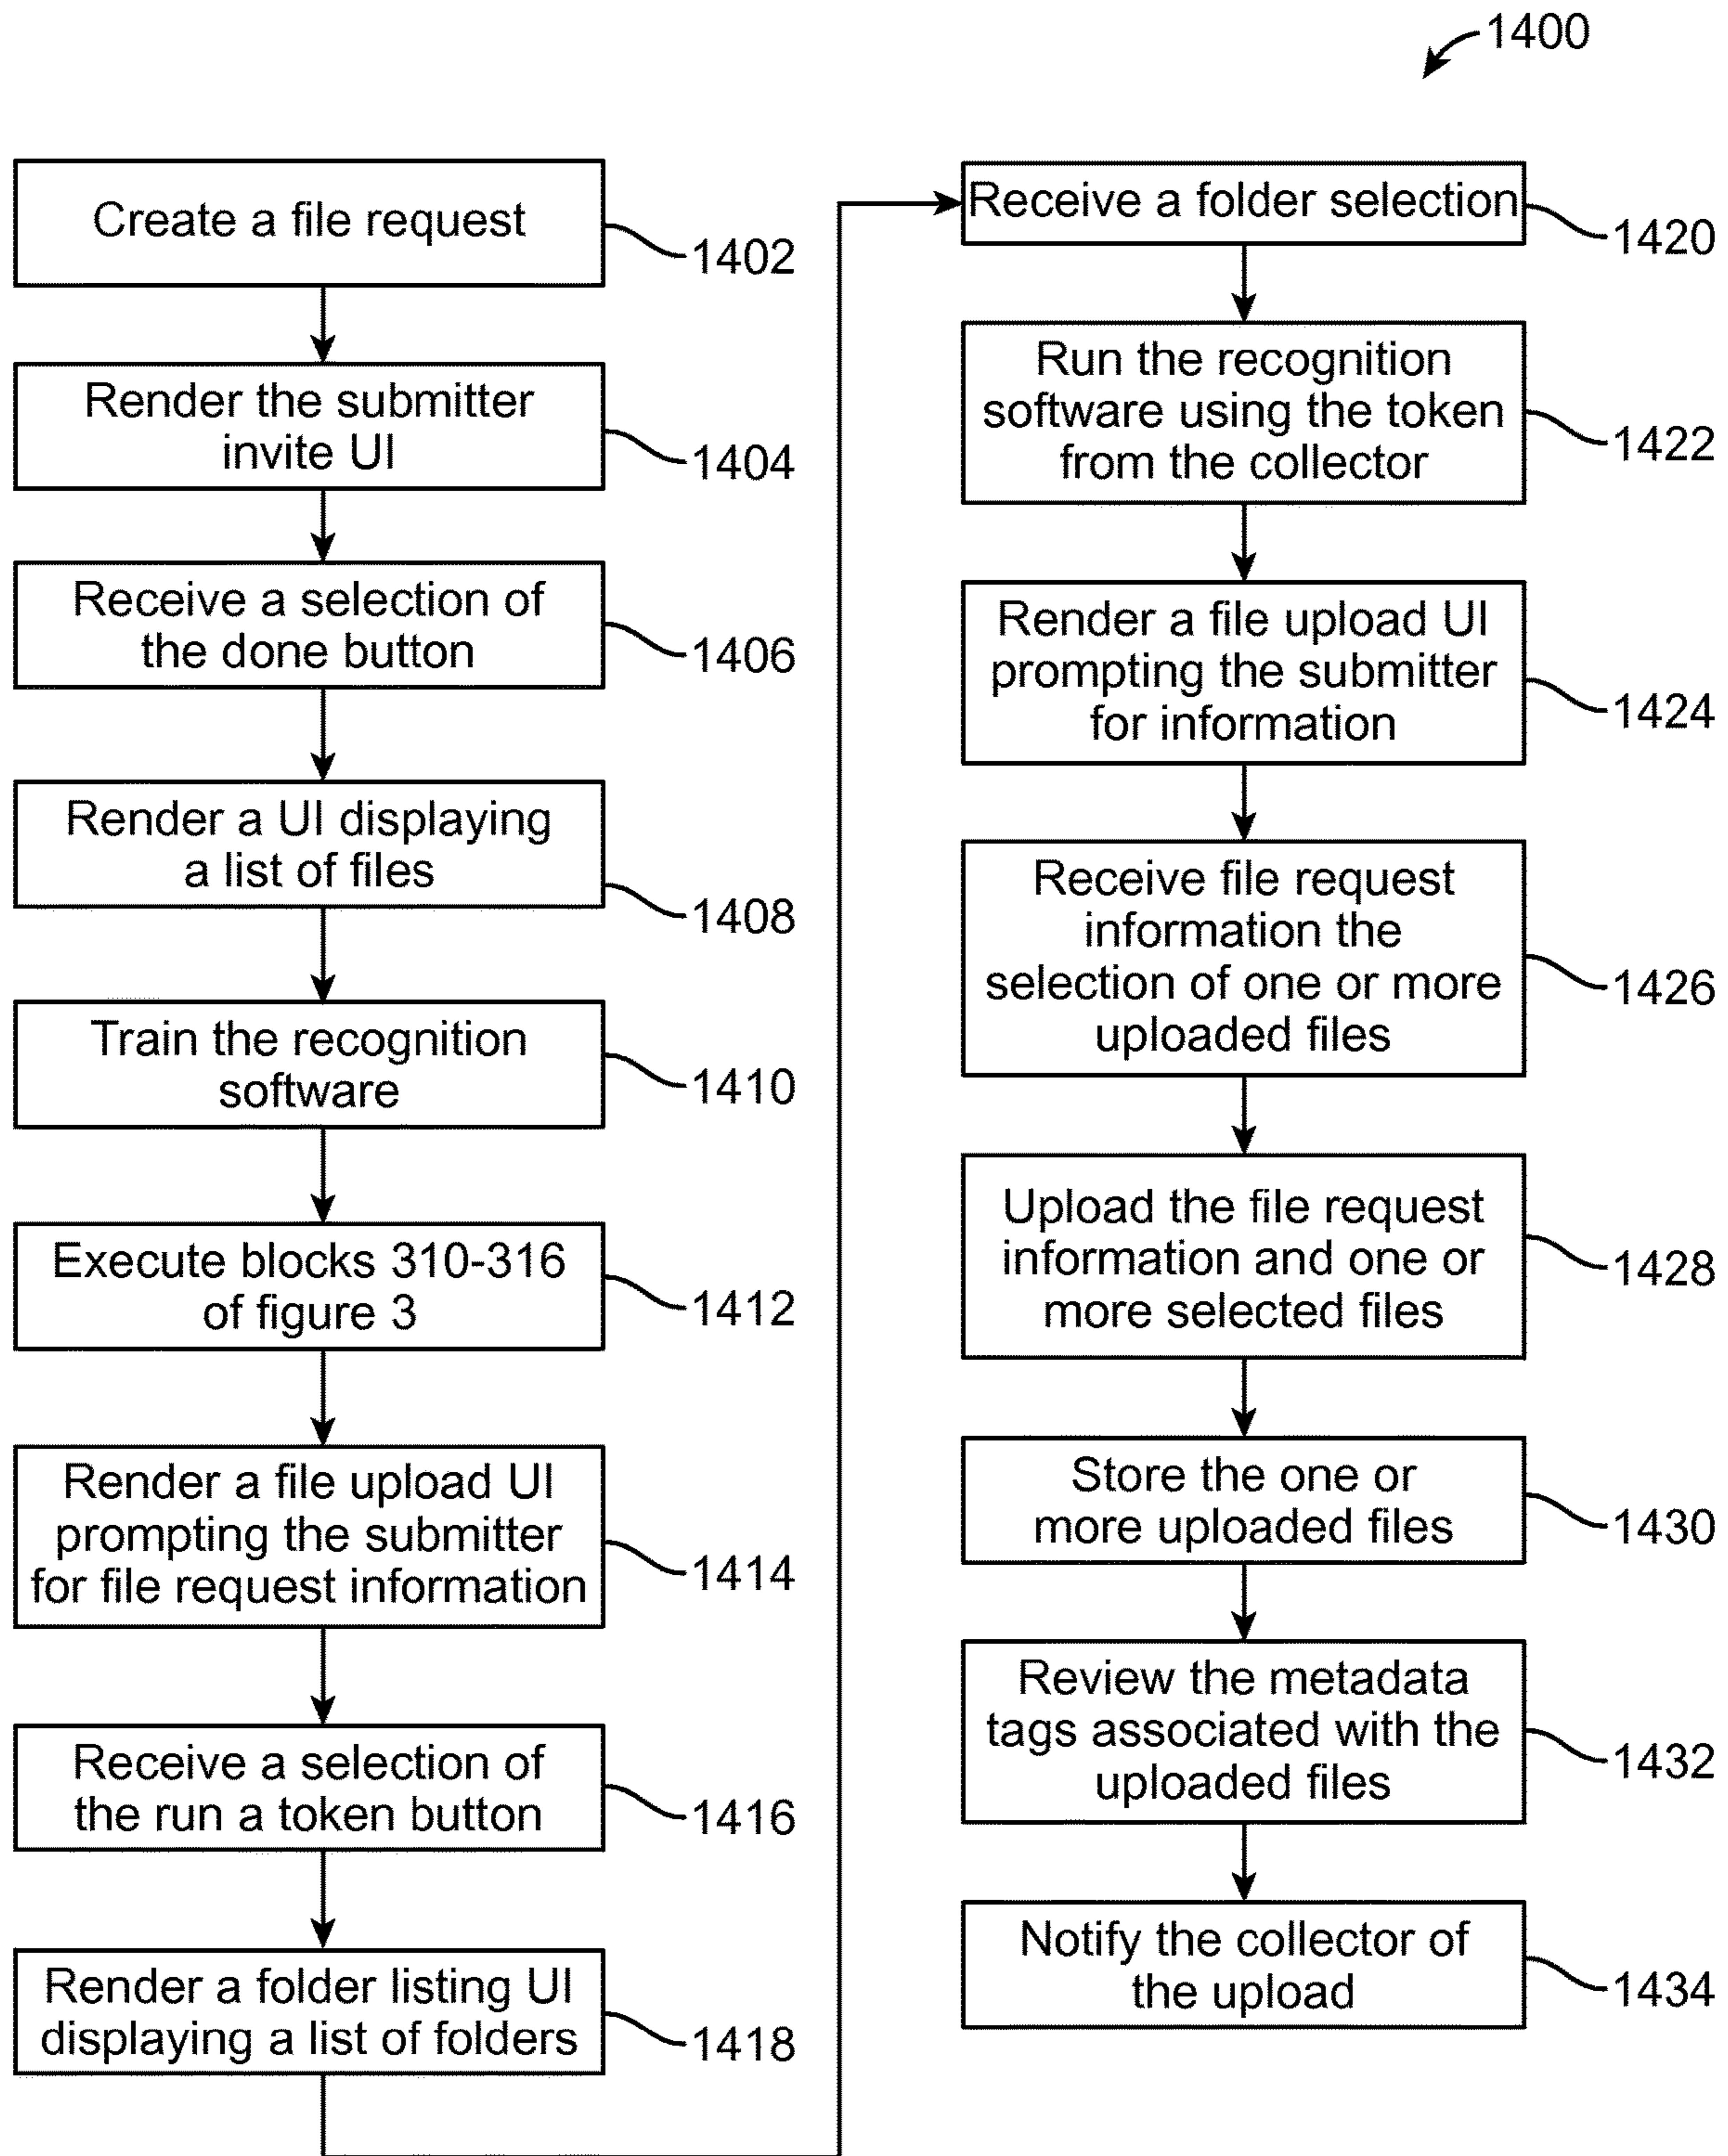 1400
Create a file request
1402
Render the submitter
invite UI
1404
Receive a selection of
the done button
1406
Render a UI displaying
a list of files
1408
Train the recognition
software
1410
Execute blocks 310-316
of figure 3
1412
Render a file upload UI
prompting the submitter
for file request information
1414
Receive a selection of
the run a token button
1416
Render a folder listing UI
displaying a list of folders
1418
Receive a folder selection
1420
Run the recognition
software using the token
from the collector
1422
Render a file upload UI
prompting the submitter
for information
1424
Receive file request
information the
selection of one or more
uploaded files
1426
Upload the file request
information and one or
more selected files
1428
Store the one or
more uploaded files
1430
Review the metadata
tags associated with the
uploaded files
1432
Notify the collector of
the upload
1434